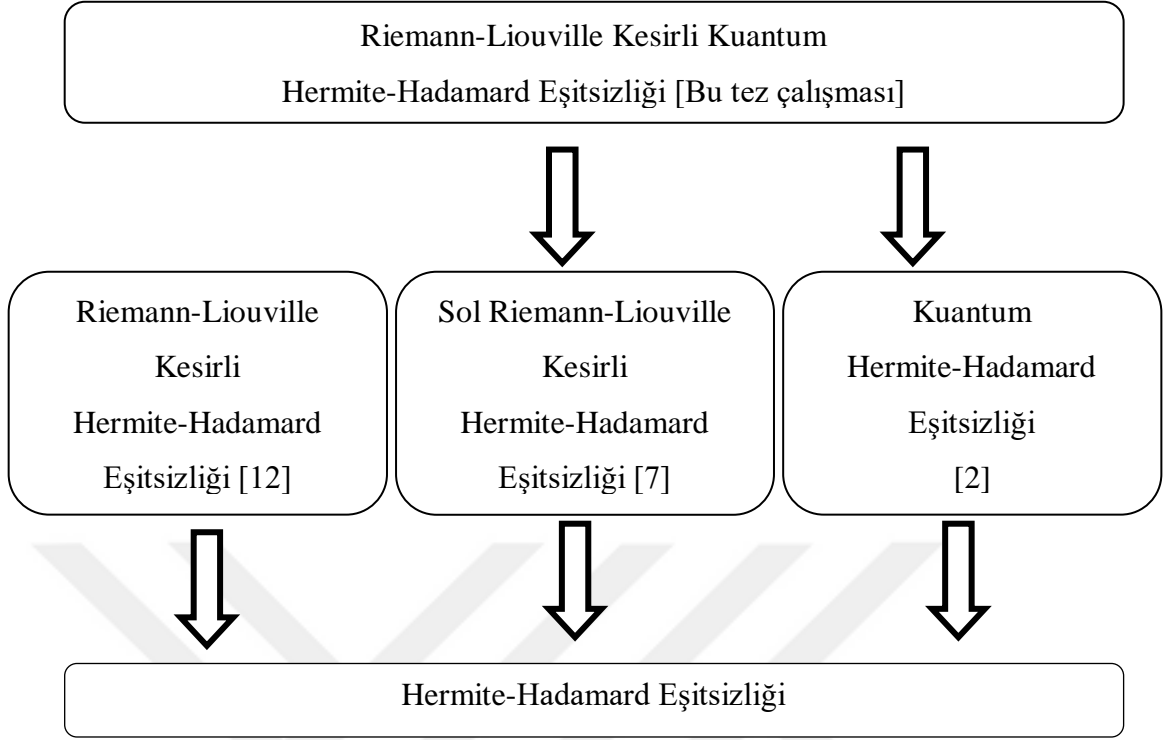 Riemann-Liouville Kesirli Kuantum
Hermite-Hadamard Eşitsizliği [Bu tez çalışması]
Riemann-Liouville
Kesirli
Hermite-Hadamard
Eşitsizliği [12]
Sol Riemann-Liouville
Kesirli
Hermite-Hadamard
Eşitsizliği [7]
Kuantum
Hermite-Hadamard
Eşitsizliği
[2]
Hermite-Hadamard Eşitsizliği